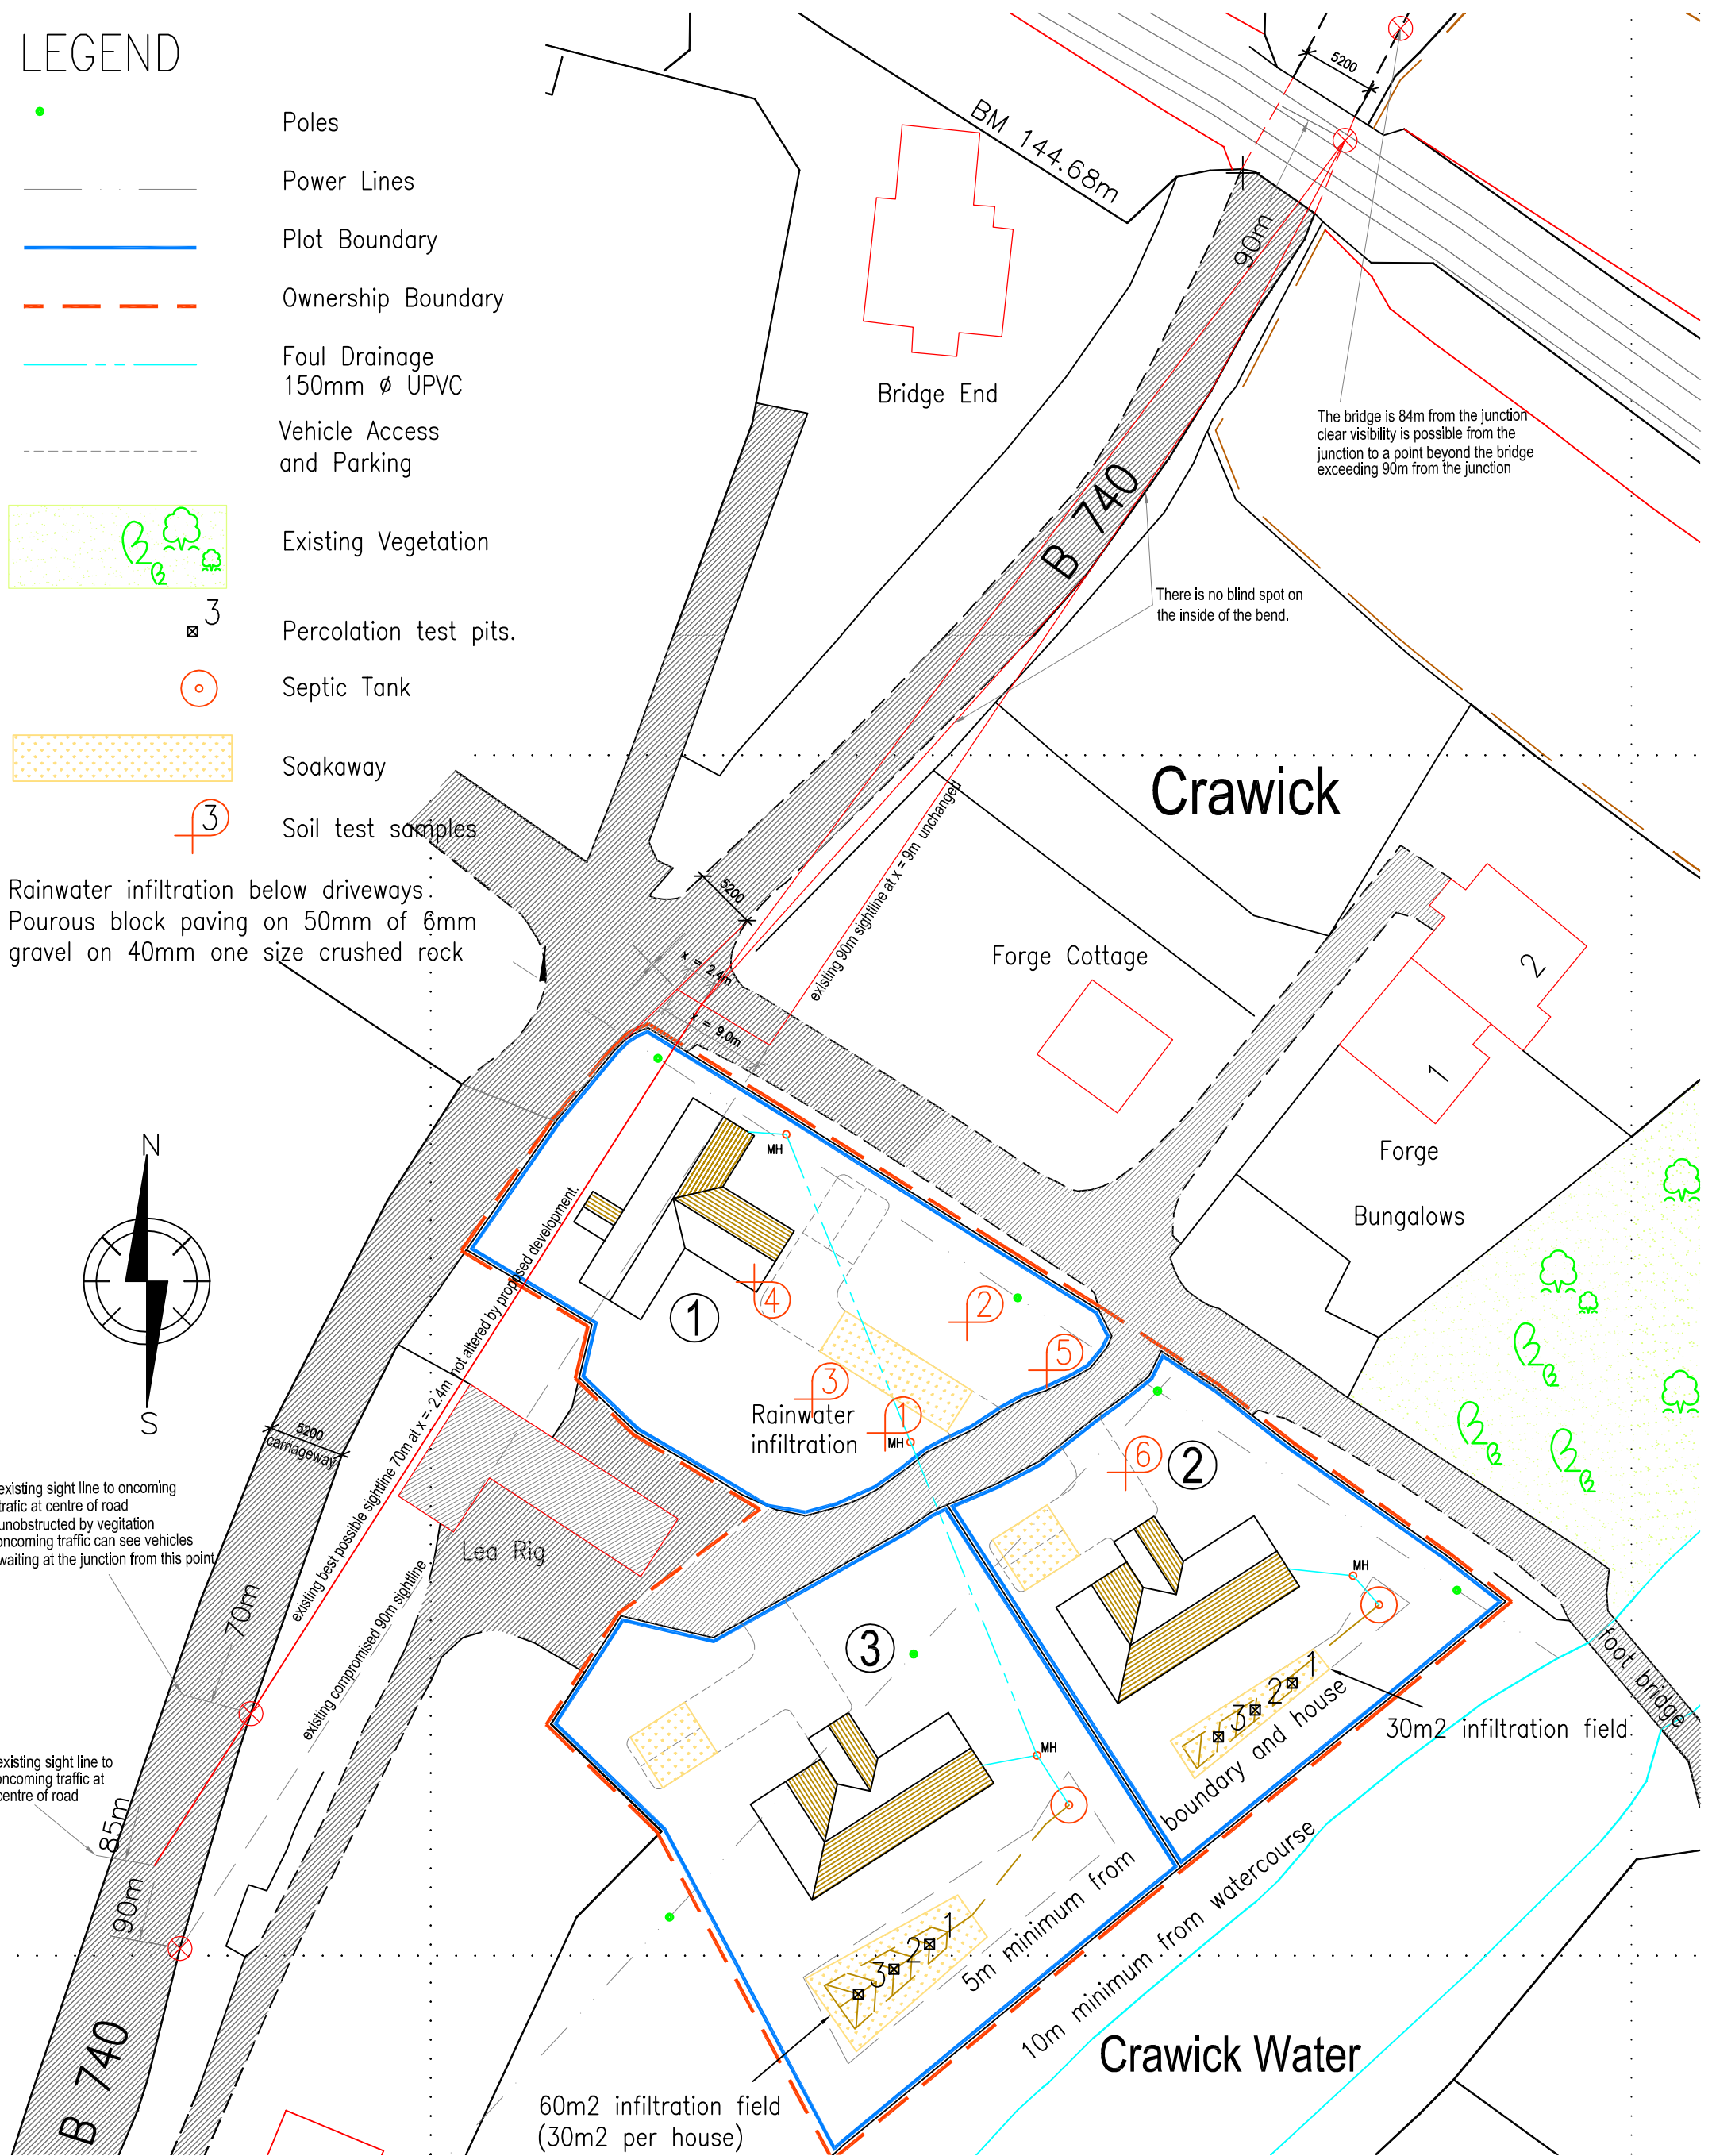 LEGEND
Poles
Power Lines
Plot Boundary
Ownership Boundary
Foul Drainage
150mm ø UPVC
Vehicle Access
and Parking
Existing Vegetation
3
Percolation test pits.
Septic Tank
Soakaway
3
Soil test samples
Rainwater infiltration below driveways.
Pourous block paving on 50mm of 6mm
gravel on 40mm one size crushed rock
BM 144.68m
5200
90m
Bridge End
The bridge is 84m from the junction
clear visibility is possible from the
junction to a point beyond the bridge
exceeding 90m from the junction
B 740
There is no blind spot on
the inside of the bend.
Crawick
5200
x = 2.4m
x = 9.0m
existing 90m sightline at x = 9m unchanged
Forge Cottage
2
1
Forge
Bungalows
N
S
MH
4
1
2
5
3
1
Rainwater
infiltration
MH
existing best possible sightline 70m at x = 2.4m not altered by proposed development.
5200
carriageway
existing sight line to oncoming
trafic at centre of road
unobstructed by vegitation
oncoming traffic can see vehicles
waiting at the junction from this point
70m
Lea Rig
existing compromised 90m sightline
6
2
MH
3 2 1
30m2 infiltration field
foot bridge
3
MH
boundary and house
5m minimum from
10m minimum from watercourse
existing sight line to
oncoming traffic at
centre of road
85m
90m
3 2 1
B 740
60m2 infiltration field
(30m2 per house)
Crawick Water